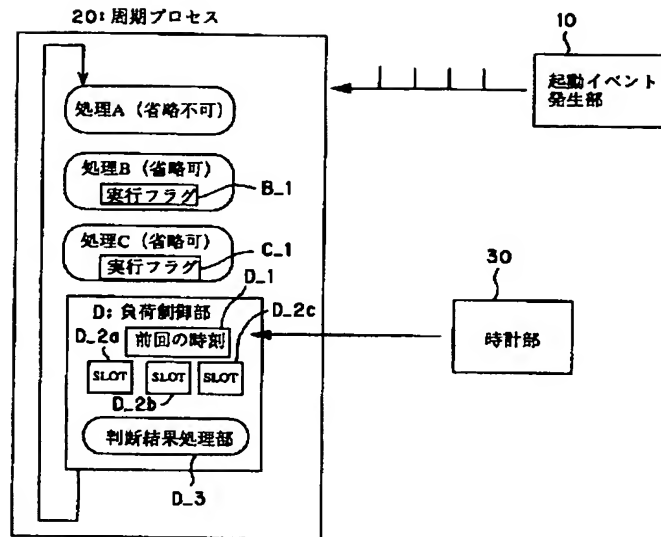 20:周期プロセス
10
起動イベント
発生部
処理A(省略不可)
処理B(省略可)
実行フラグ
B_1
処理C(省略可)
実行フラグ
C_1
D_1
30
D:負荷制御部
D_2c
D_2a
前回の時刻
時計部
SLOT
SLOT
SLOT
D_2b
判断結果処理部
D_3